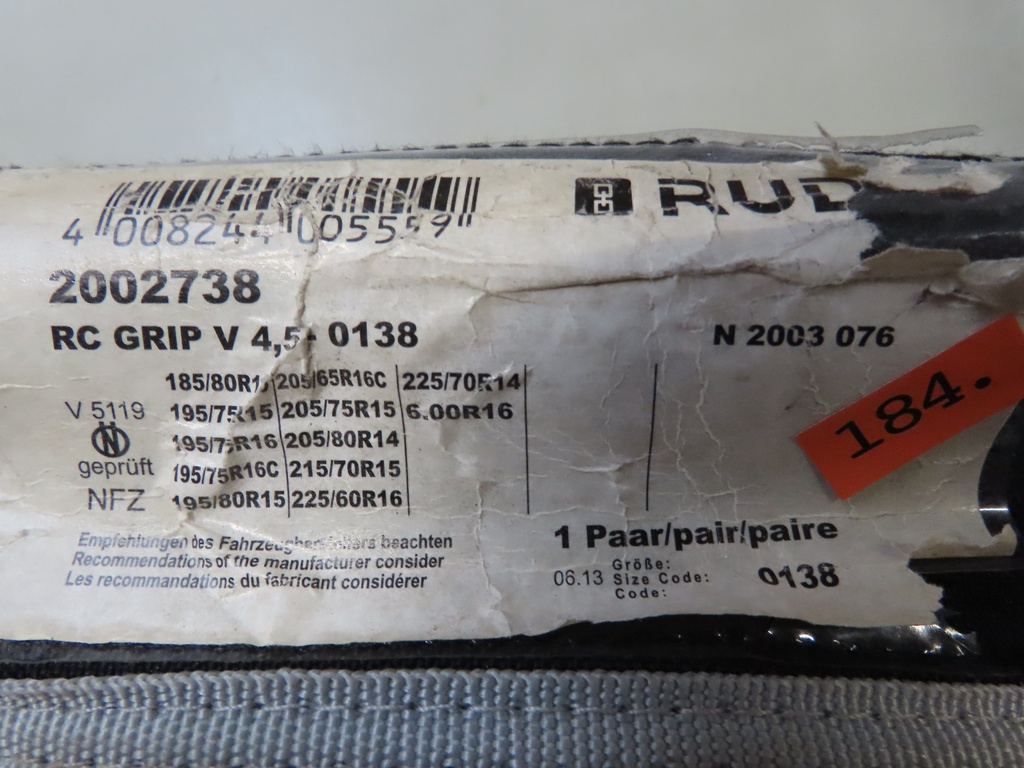 RUD
4 008244 005559
2002738
RC GRIP V 4,5- 0138
N 2003 076
184.
205/65R16C 225/70R14
V 5119 195/75R15 205/75R15 6.00R16
N 195/75R16 205/80R14
geprüft 195/75R16C 215/70R15
NFZ 195/80R15 225/60R16
Empfehlungen des Fahrzeugherstellers beachten
Recommendations of the manufacturer consider
Les recommandations du fabricant considérer
1 Paar/pair/paire
Größe:
06.13 Size Code: 0138
Code: